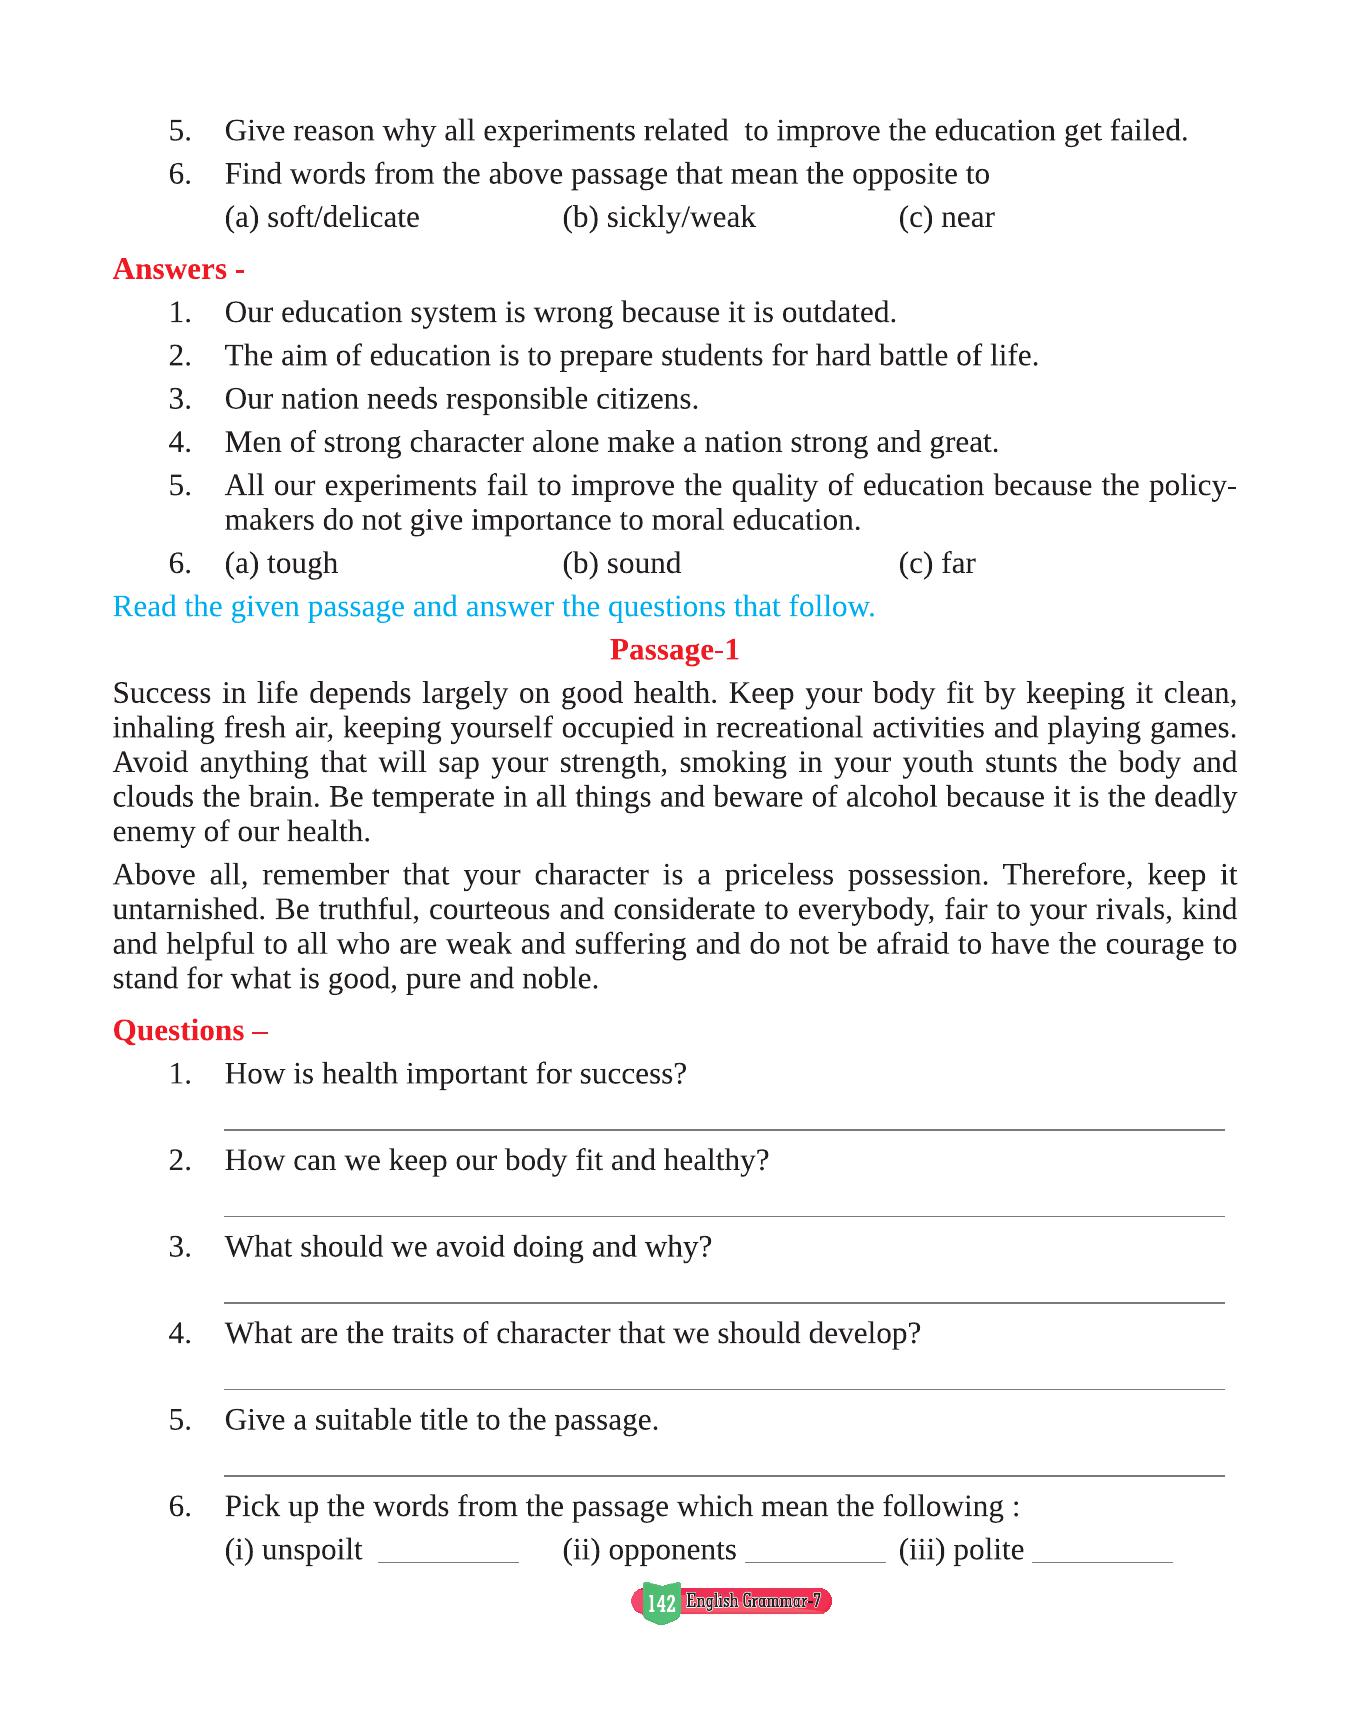 5. Give reason why all experiments related  to improve the education get failed.
6. Find words from the above passage that mean the opposite to
(a) soft/delicate (b) sickly/weak (c) near
Answers -
1. Our education system is wrong because it is outdated.
2. The aim of education is to prepare students for hard battle of life.
3. Our nation needs responsible citizens.
4. Men of strong character alone make a nation strong and great.
5. All our experiments fail to improve the quality of education because the policy-
makers do not give importance to moral education.
6. (a) tough (b) sound (c) far
Read the given passage and answer the questions that follow.
Passage-1
Success in life depends largely on good health. Keep your body fit by keeping it clean,
inhaling fresh air, keeping yourself occupied in recreational activities and playing games.
Avoid anything that will sap your strength, smoking in your youth stunts the body and
clouds the brain. Be temperate in all things and beware of alcohol because it is the deadly
enemy of our health.
Above all, remember that your character is a priceless possession. Therefore, keep it
untarnished. Be truthful, courteous and considerate to everybody, fair to your rivals, kind
and helpful to all who are weak and suffering and do not be afraid to have the courage to
stand for what is good, pure and noble.
Questions –
1. How is health important for success?
2. How can we keep our body fit and healthy?
3. What should we avoid doing and why?
4. What are the traits of character that we should develop?
5. Give a suitable title to the passage.
6. Pick up the words from the passage which mean the following :
(i) unspoilt _________ (ii) opponents _________ (iii) polite _________
142 English Grammar-7